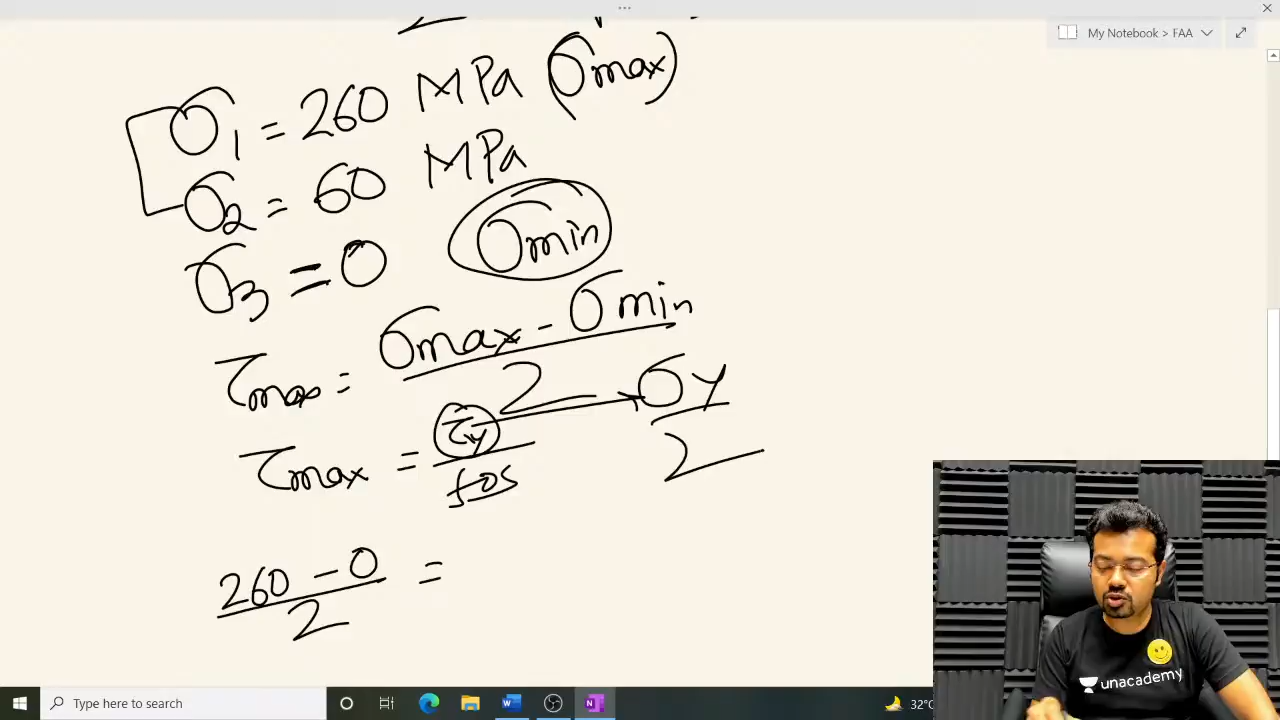 My Notebook > FAA
σ1 = 260 MPa (σmax)
σ2 = 60 MPa
σ3 = 0 σmin
τmax = σmax - σmin / 2
τmax = τy / fos σy / 2
260 - 0 / 2 =
unacademy
Type here to search
32°C